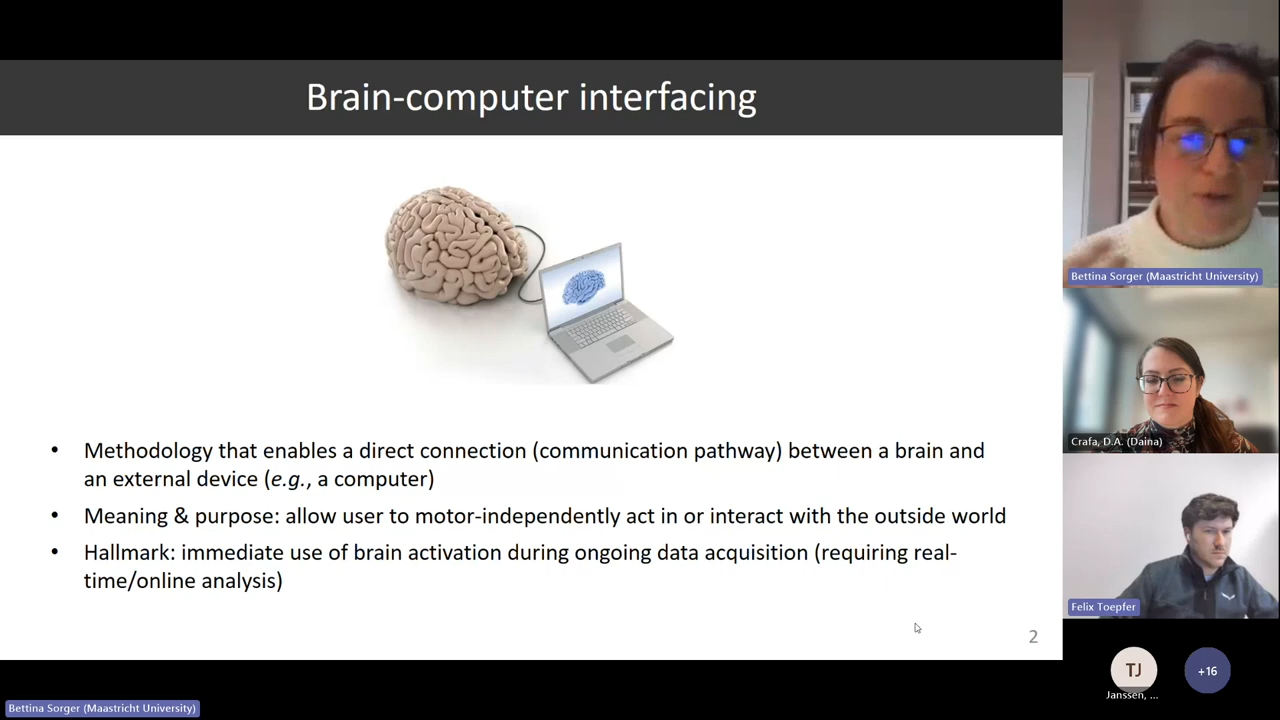 Brain-computer interfacing
• Methodology that enables a direct connection (communication pathway) between a brain and
an external device (e.g., a computer)
• Meaning & purpose: allow user to motor-independently act in or interact with the outside world
• Hallmark: immediate use of brain activation during ongoing data acquisition (requiring real-
time/online analysis)
2
Bettina Sorger (Maastricht University)
Crafa, D.A. (Daina)
Felix Toepfer
TJ
Janssen, ...
+16
Bettina Sorger (Maastricht University)